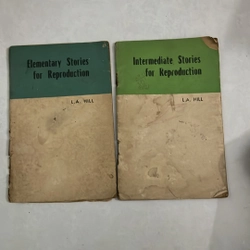 Elementary Stories
for Reproduction
L.A. HILL
Intermediate Stories
for Reproduction
L.A. HILL